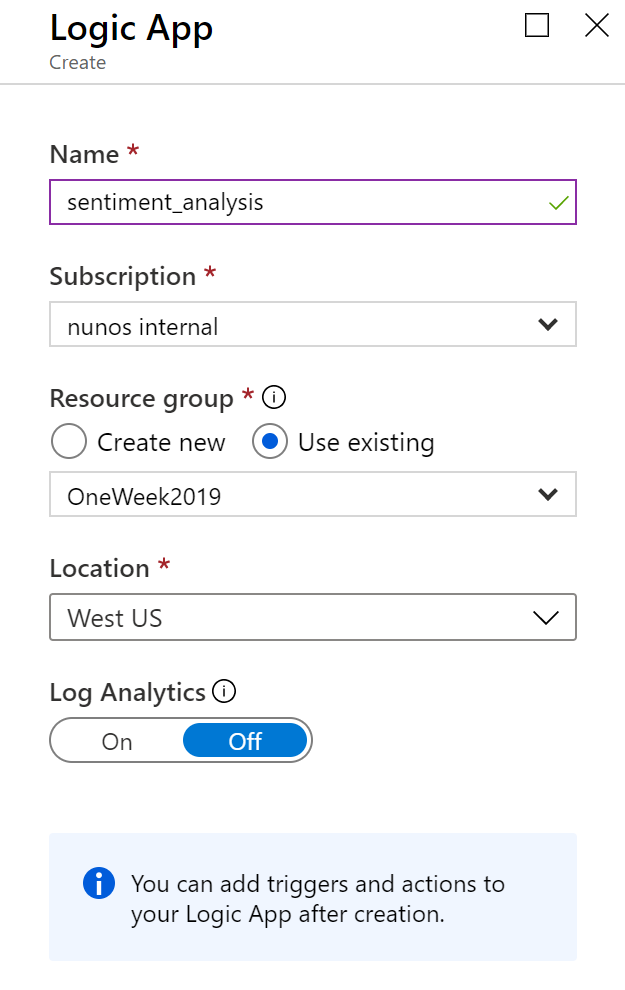 Logic App
Create
Name *
sentiment_analysis
Subscription *
nunos internal
Resource group *
Create new
Use existing
OneWeek2019
Location *
West US
Log Analytics
On
Off
You can add triggers and actions to
your Logic App after creation.